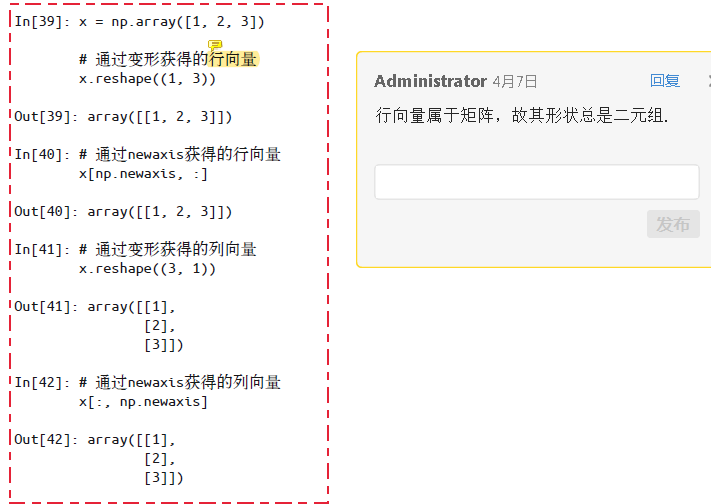 In[39]: x = np.array([1, 2, 3])
# 通过变形获得的行向量
x.reshape((1, 3))
Out[39]: array([[1, 2, 3]])
In[40]: # 通过newaxis获得的行向量
x[np.newaxis, :]
Out[40]: array([[1, 2, 3]])
In[41]: # 通过变形获得的列向量
x.reshape((3, 1))
Out[41]: array([[1],
[2],
[3]])
In[42]: # 通过newaxis获得的列向量
x[:, np.newaxis]
Out[42]: array([[1],
[2],
[3]])
Administrator 4月7日 回复
行向量属于矩阵，故其形状总是二元组.
发布